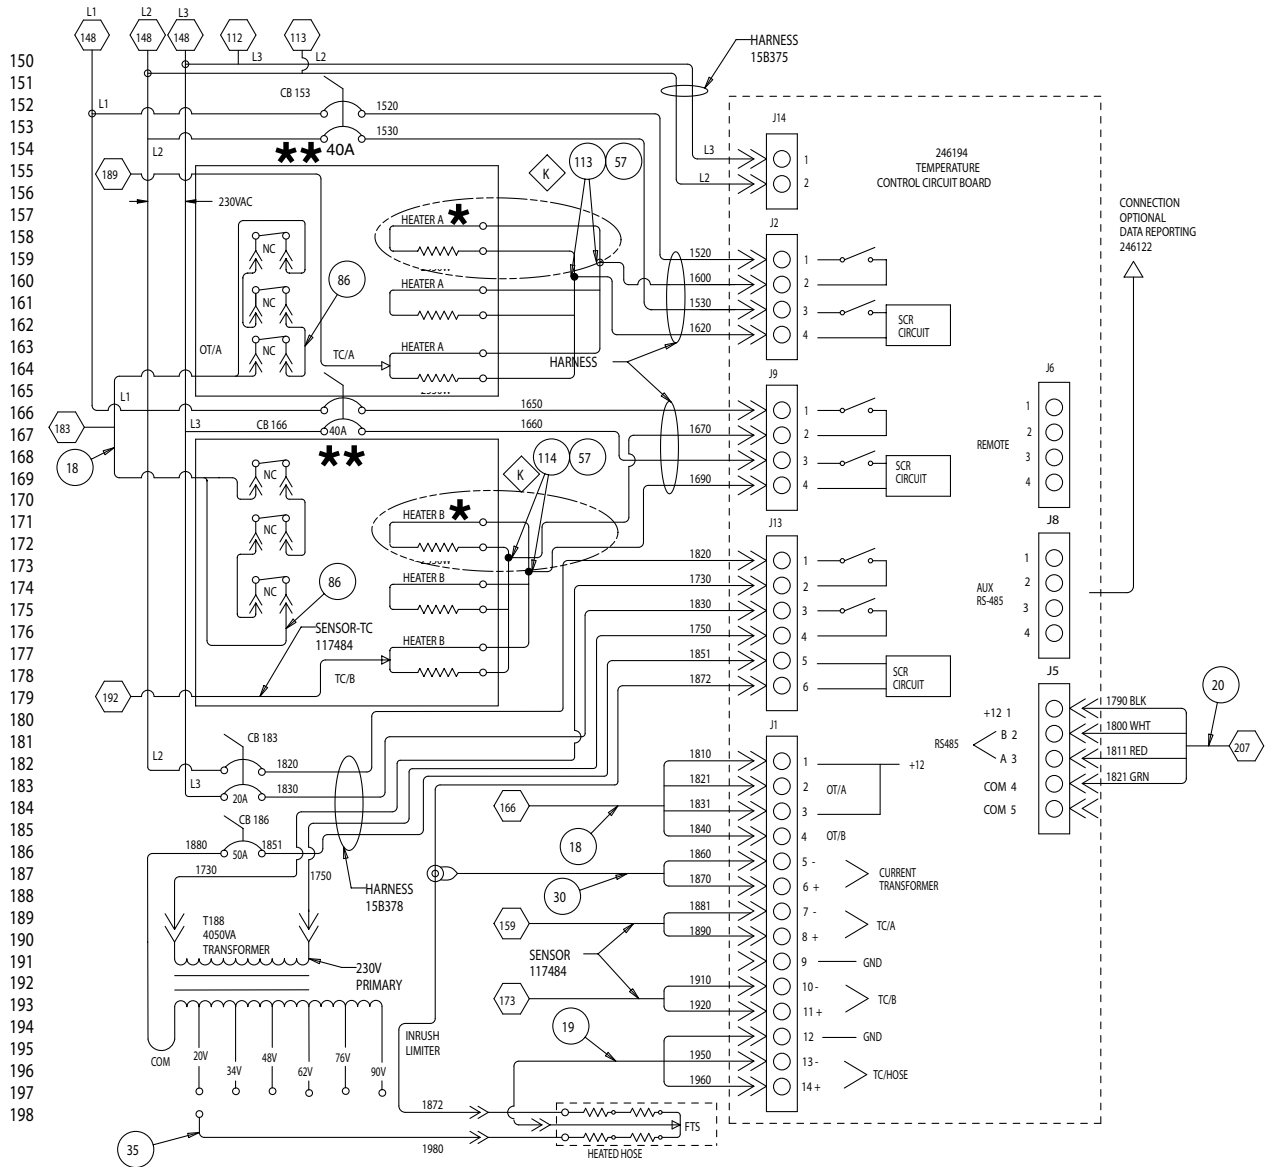 L1 L2 L3
148 148 148 112 113
150
151
152
153
154
155
156
157
158
159
160
161
162
163
164
165
166
167
168
169
170
171
172
173
174
175
176
177
178
179
180
181
182
183
184
185
186
187
188
189
190
191
192
193
194
195
196
197
198
L3 L2
HARNESS
15B375
CB 153
L1
1520
1530
L2
★★ 40A
189
230VAC
K
113
57
HEATER A ★
NC
HEATER A
NC
86
NC
HEATER A
OT/A
TC/A
HARNESS
L1
1650
L3
CB 166
40A
1660
★★
183
18
K
114
57
NC
HEATER B ★
NC
NC
HEATER B
86
SENSOR-TC
117484
HEATER B
TC/B
192
CB 183
L2
1820
L3
20A
1830
CB 186
1880
50A
1851
1730
1750
HARNESS
15B378
T188
4050VA
TRANSFORMER
230V
PRIMARY
COM
20V
34V
48V
62V
76V
90V
INRUSH
LIMITER
35
1872
1980
FTS
HEATED HOSE
J14
L3 1
L2 2
246194
TEMPERATURE
CONTROL CIRCUIT BOARD
J2
1520 1
1600 2
1530 3
1620 4
SCR
CIRCUIT
J9
1650 1
1670 2
1660 3
1690 4
SCR
CIRCUIT
J13
1820 1
1730 2
1830 3
1750 4
1851 5
1872 6
SCR
CIRCUIT
J1
1810 1
+12
1821 2
OT/A
1831 3
1840 4 OT/B
166
18
1860 5 -
1870 6 +
CURRENT
TRANSFORMER
30
1881 7 -
1890 8 +
TC/A
159
9 GND
SENSOR
117484
1910 10 -
1920 11 +
TC/B
173
12 GND
19
1950 13 -
1960 14 +
TC/HOSE
CONNECTION
OPTIONAL
DATA REPORTING
246122
J6
1
2
3
4
REMOTE
J8
1
2
3
4
AUX
RS-485
J5
+12 1
B 2
A 3
COM 4
COM 5
RS485
1790 BLK
1800 WHT
1811 RED
1821 GRN
20
207